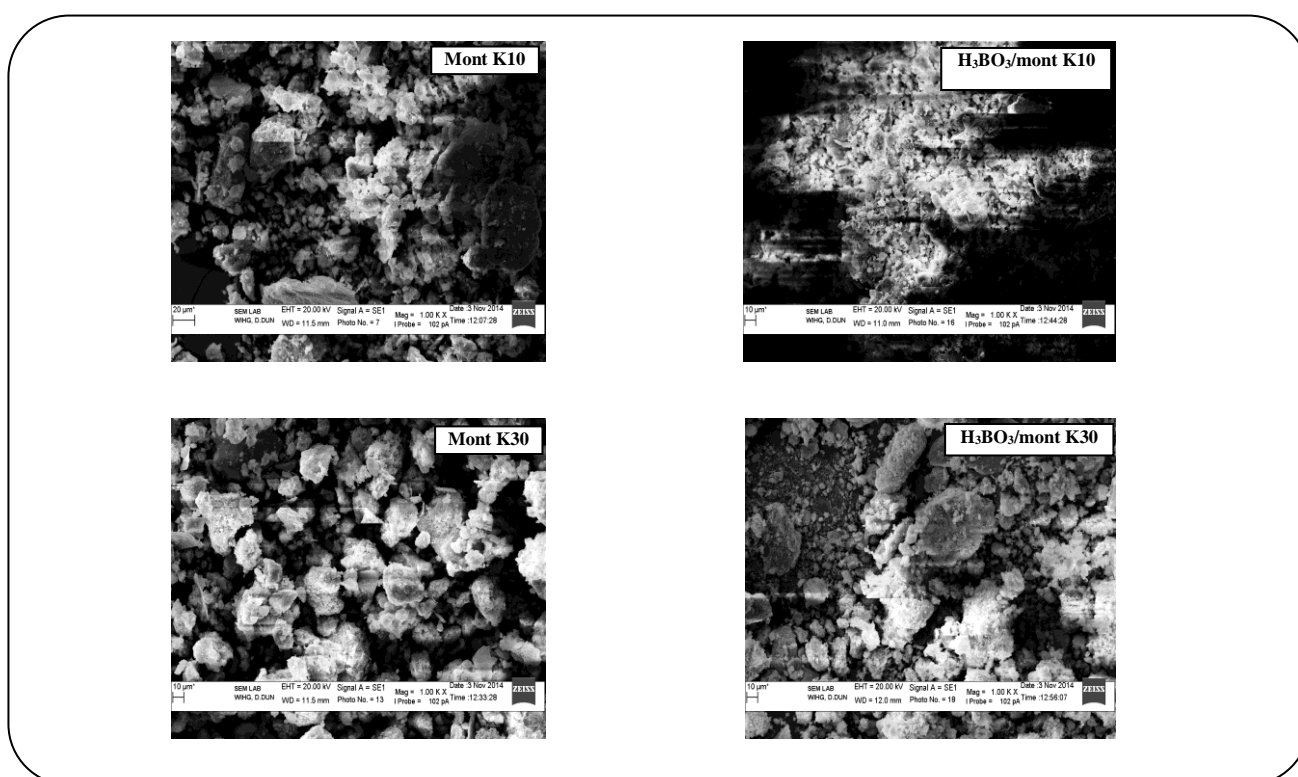 Mont K10
20 µm*
SEM LAB
WIHG, D.DUN
EHT = 20.00 kV
WD = 11.5 mm
Signal A = SE1
Photo No. = 7
Mag = 1.00 K X
I Probe = 102 pA
Date :3 Nov 2014
Time :12:07:28
ZEISS
H₃BO₃/mont K10
10 µm*
SEM LAB
WIHG, D.DUN
EHT = 20.00 kV
WD = 11.0 mm
Signal A = SE1
Photo No. = 16
Mag = 1.00 K X
I Probe = 102 pA
Date :3 Nov 2014
Time :12:44:28
ZEISS
Mont K30
10 µm*
SEM LAB
WIHG, D.DUN
EHT = 20.00 kV
WD = 11.5 mm
Signal A = SE1
Photo No. = 13
Mag = 1.00 K X
I Probe = 102 pA
Date :3 Nov 2014
Time :12:33:28
ZEISS
H₃BO₃/mont K30
10 µm*
SEM LAB
WIHG, D.DUN
EHT = 20.00 kV
WD = 12.0 mm
Signal A = SE1
Photo No. = 18
Mag = 1.00 K X
I Probe = 102 pA
Date :3 Nov 2014
Time :12:56:07
ZEISS